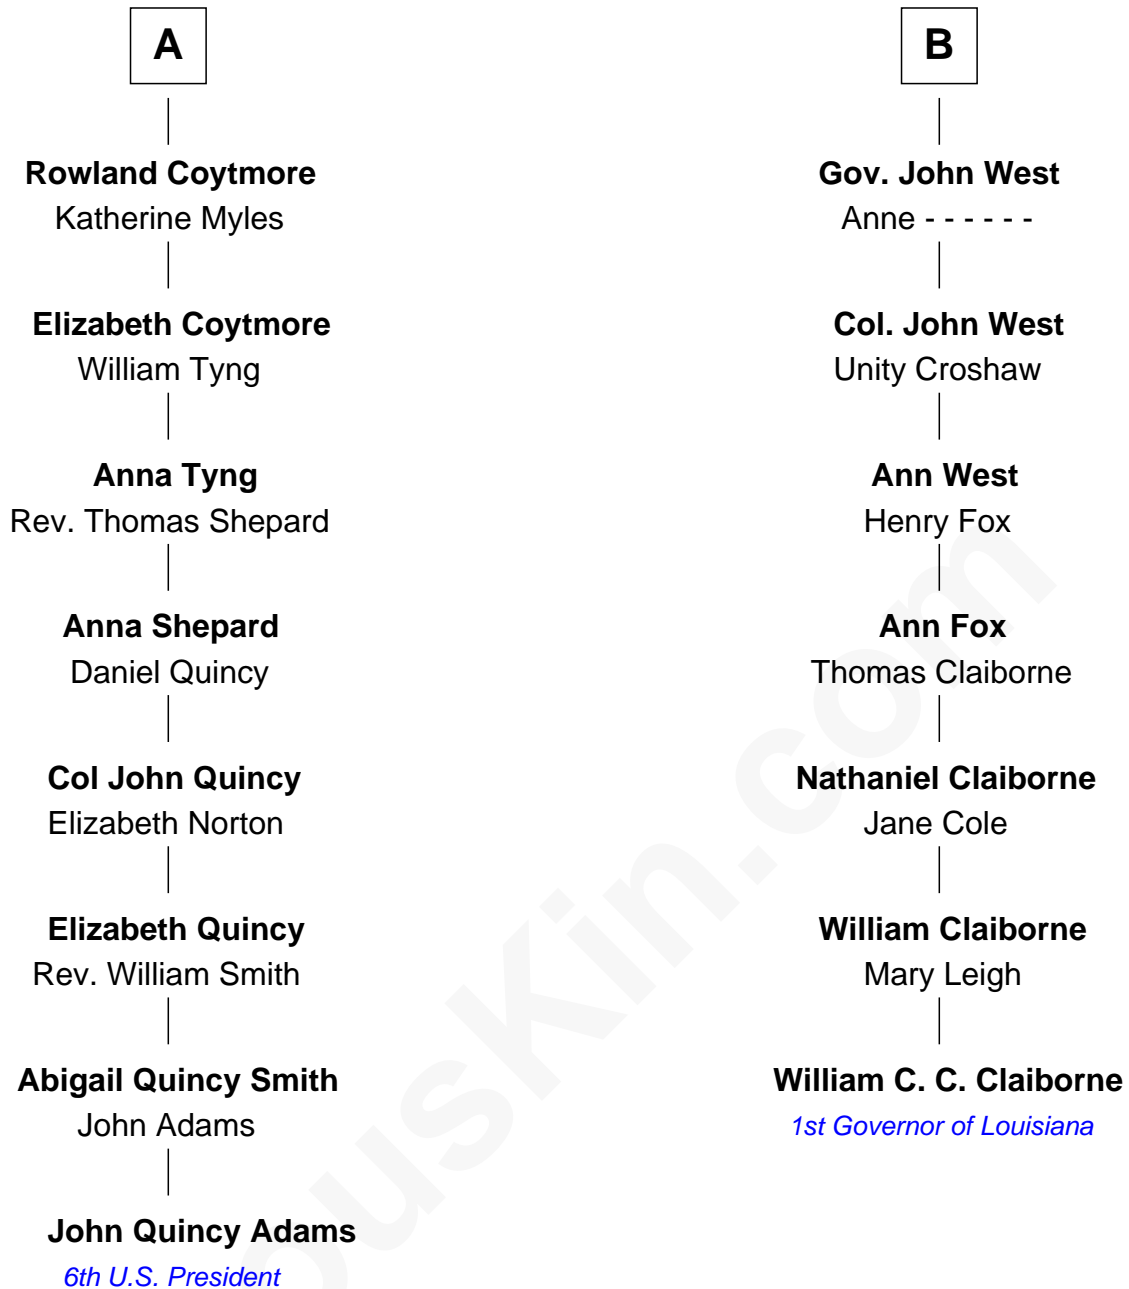 A
Rowland Coytmore
Katherine Myles
Elizabeth Coytmore
William Tyng
Anna Tyng
Rev. Thomas Shepard
Anna Shepard
Daniel Quincy
Col John Quincy
Elizabeth Norton
Elizabeth Quincy
Rev. William Smith
Abigail Quincy Smith
John Adams
John Quincy Adams
6th U.S. President
B
Gov. John West
Anne - - - - - -
Col. John West
Unity Croshaw
Ann West
Henry Fox
Ann Fox
Thomas Claiborne
Nathaniel Claiborne
Jane Cole
William Claiborne
Mary Leigh
William C. C. Claiborne
1st Governor of Louisiana
ousKin.com